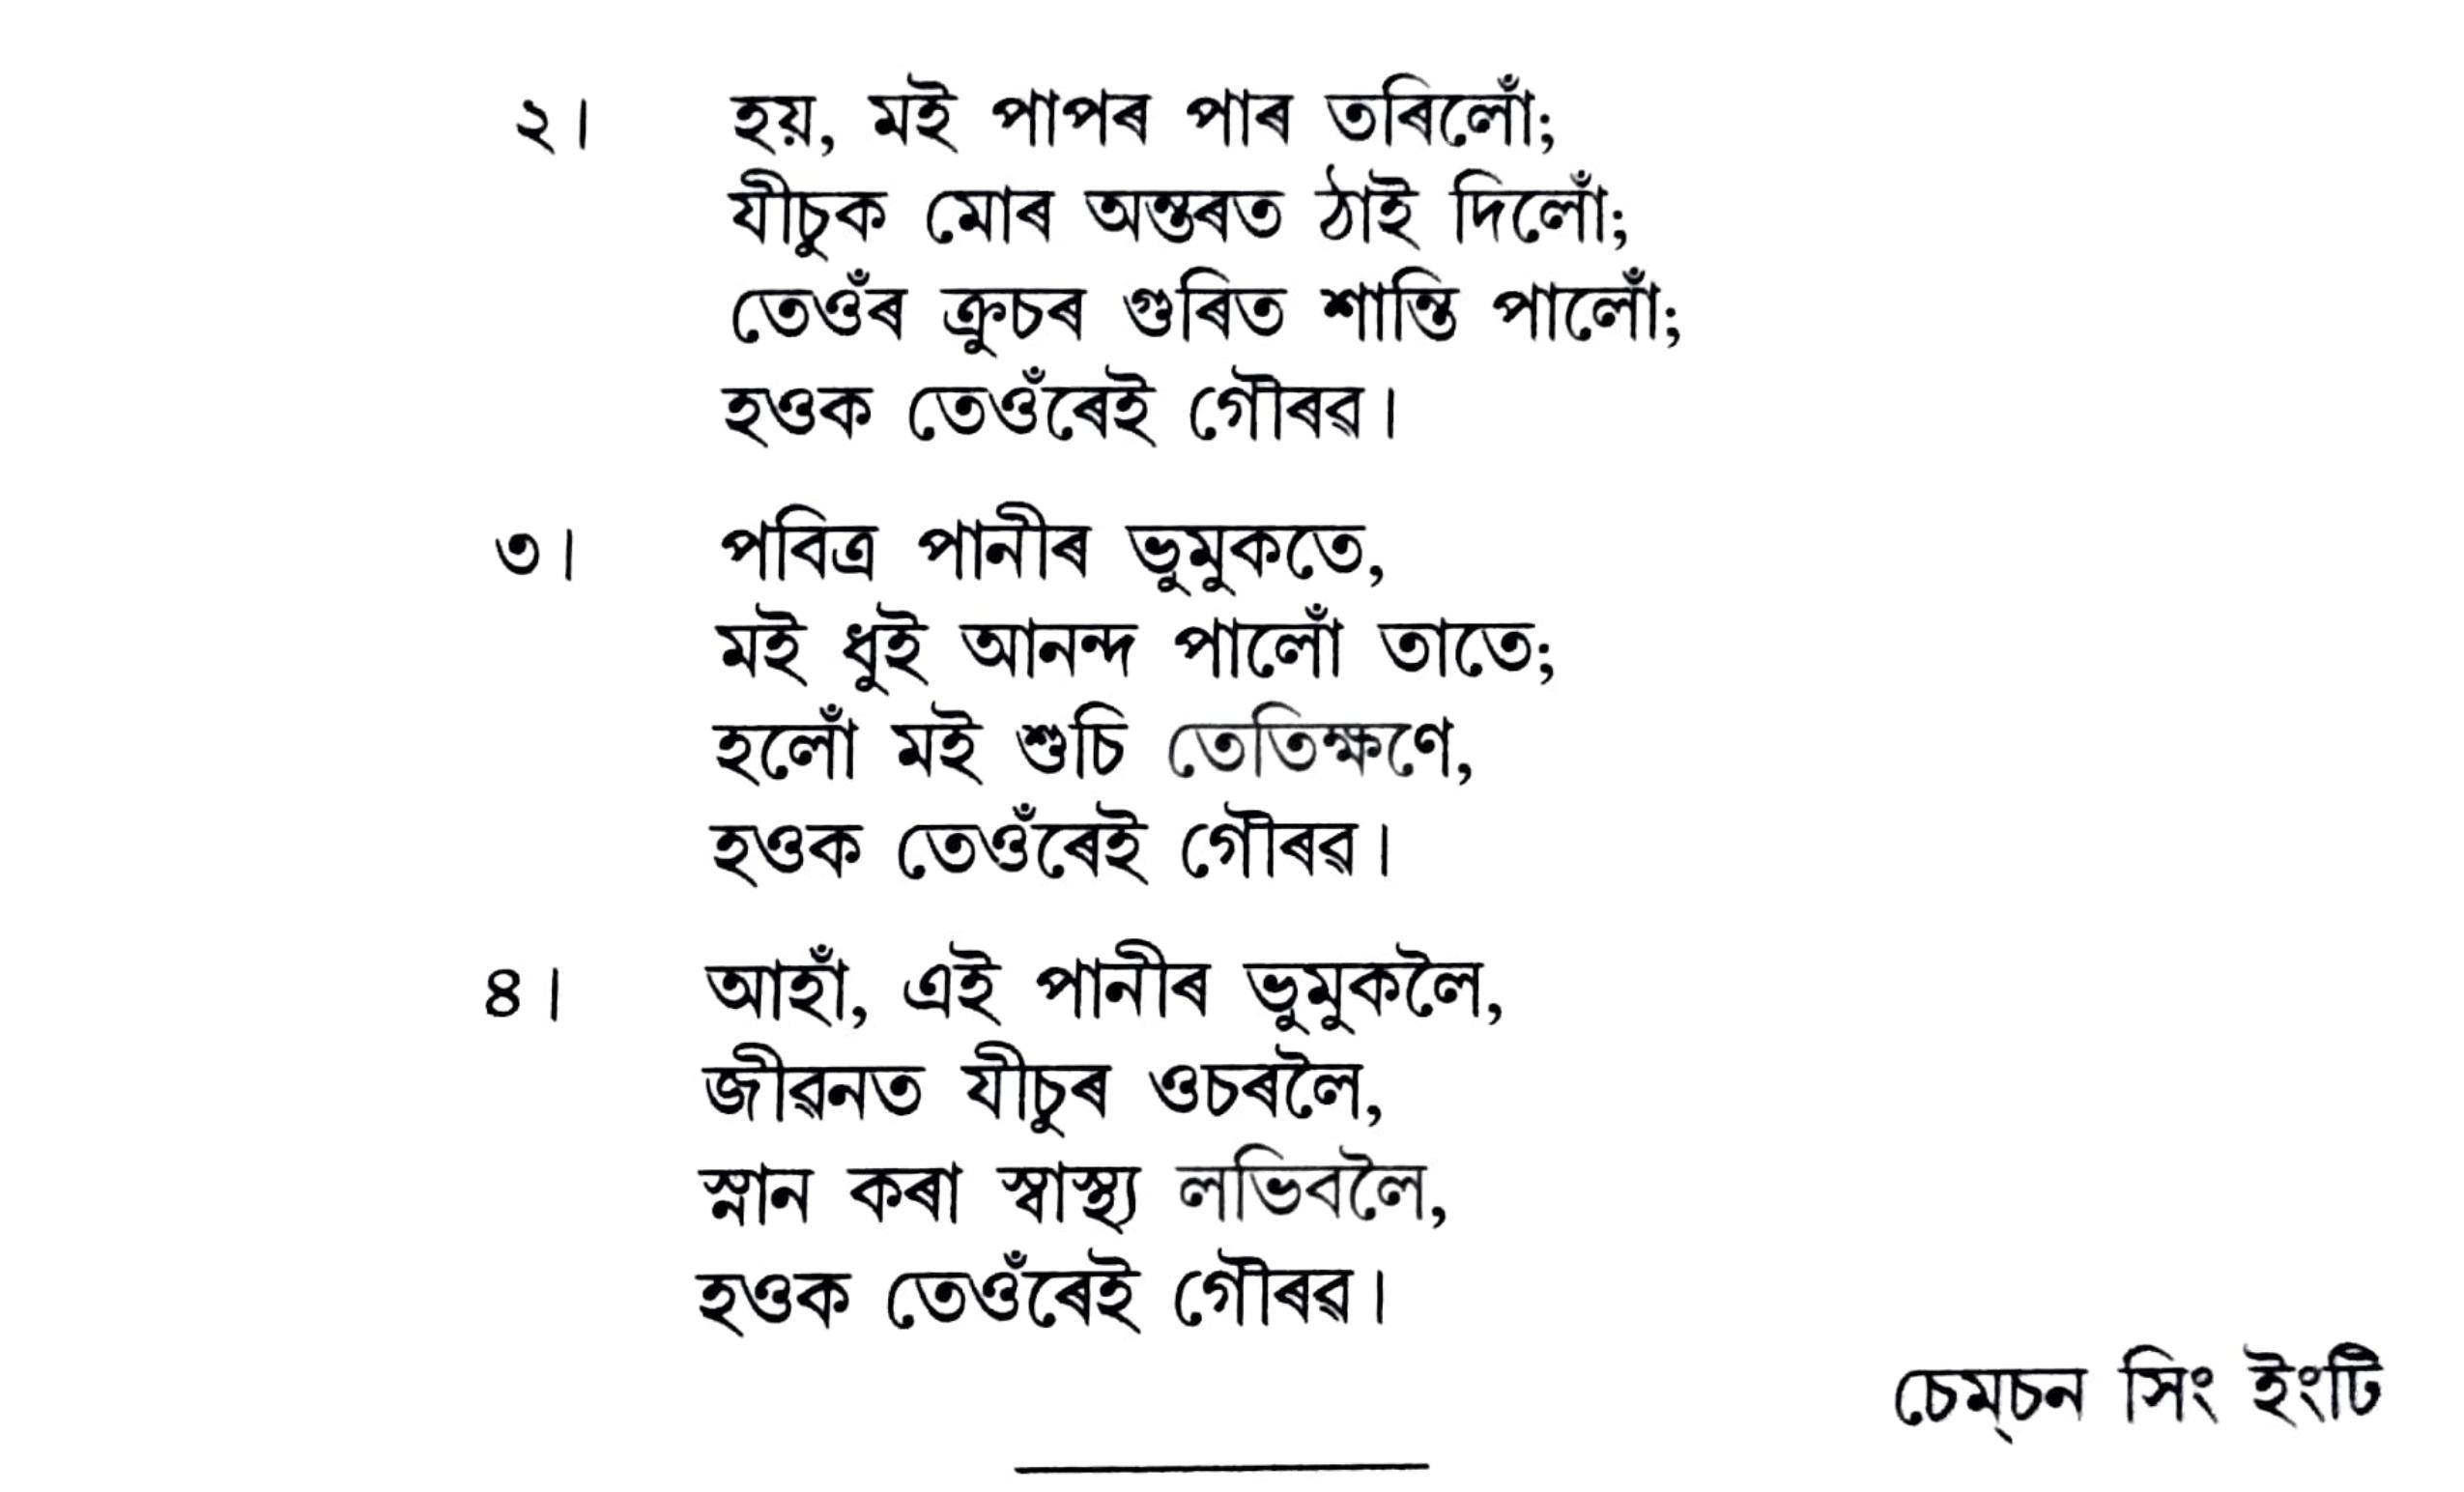 ২। হয়, মই পাপৰ পাৰ তৰিলোঁ;
যীচুক মোৰ অন্তৰত ঠাই দিলোঁ;
তেওঁৰ ক্ৰুচৰ গুৰিত শান্তি পালোঁ;
হওক তেওঁৰেই গৌৰৱ।
৩। পবিত্ৰ পানীৰ ভুমুকতে,
মই ধুই আনন্দ পালোঁ তাতে;
হলোঁ মই শুচি তেতিক্ষণে,
হওক তেওঁৰেই গৌৰৱ।
৪। আহাঁ, এই পানীৰ ভুমুকলৈ,
জীৱনত যীচুৰ ওচৰলৈ,
স্নান কৰা স্বাস্থ্য লভিবলৈ,
হওক তেওঁৰেই গৌৰৱ।
চেম্‌চন সিং ইংটি